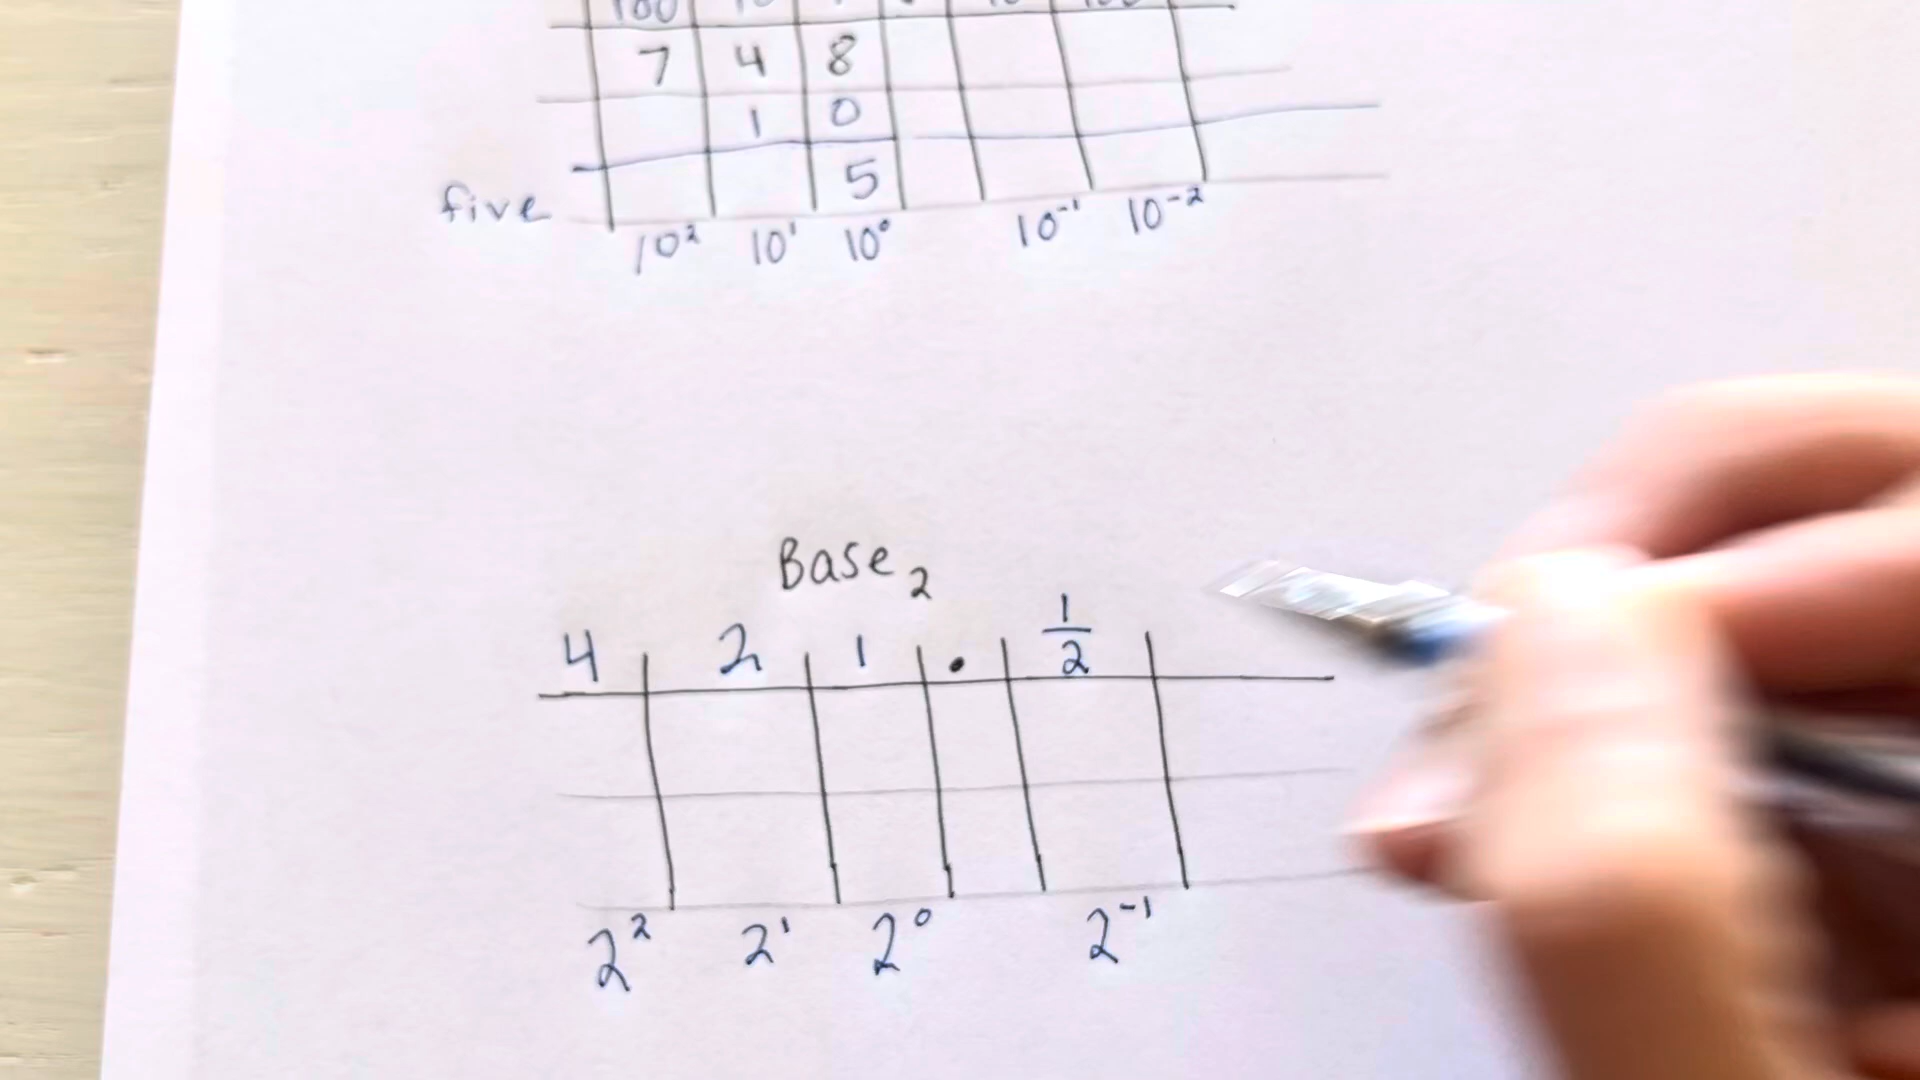 7 4 8
1 0
five 5
10² 10¹ 10⁰ 10⁻¹ 10⁻²
Base₂
4 2 1 . 1/2
2² 2¹ 2⁰ 2⁻¹